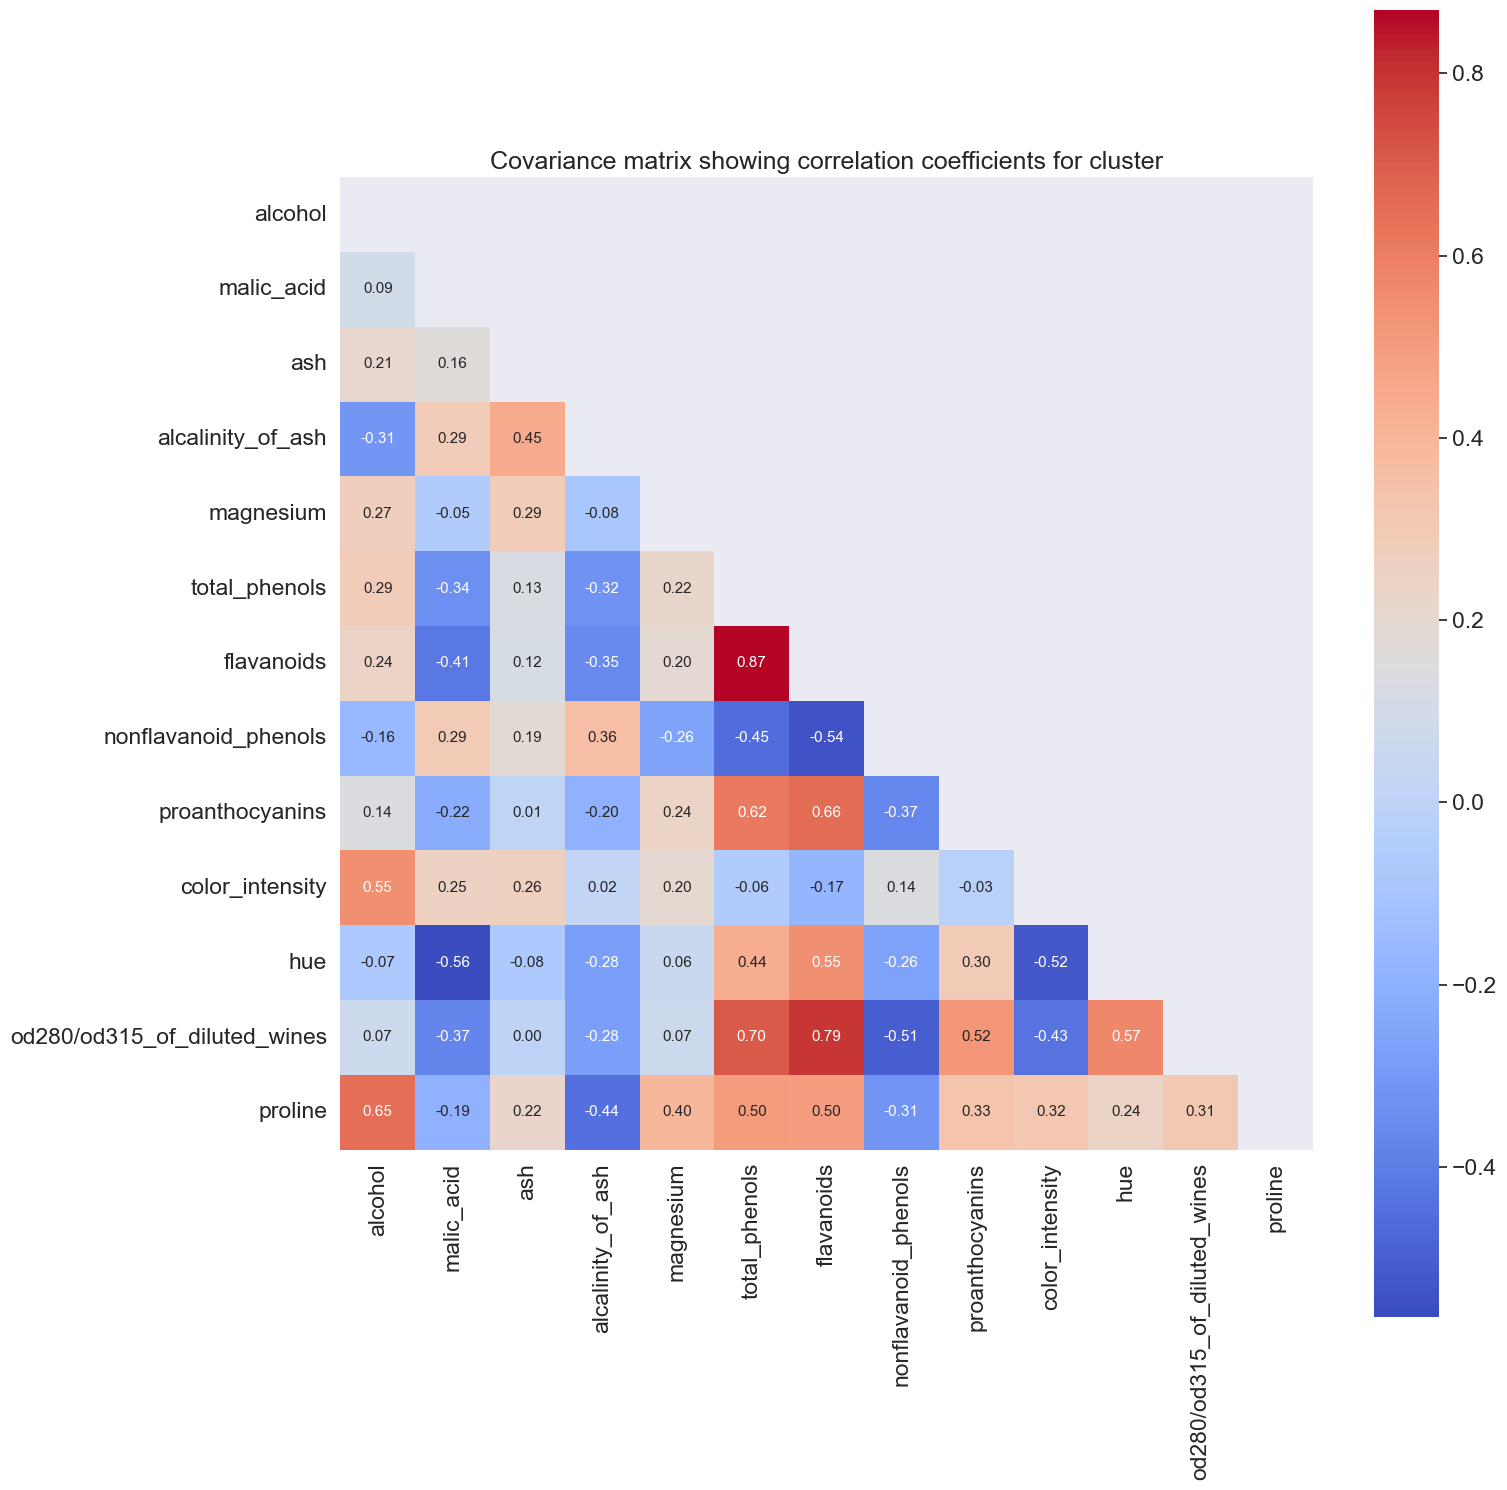 Covariance matrix showing correlation coefficients for cluster
alcohol
malic_acid 0.09
ash 0.21 0.16
alcalinity_of_ash -0.31 0.29 0.45
magnesium 0.27 -0.05 0.29 -0.08
total_phenols 0.29 -0.34 0.13 -0.32 0.22
flavanoids 0.24 -0.41 0.12 -0.35 0.20 0.87
nonflavanoid_phenols -0.16 0.29 0.19 0.36 -0.26 -0.45 -0.54
proanthocyanins 0.14 -0.22 0.01 -0.20 0.24 0.62 0.66 -0.37
color_intensity 0.55 0.25 0.26 0.02 0.20 -0.06 -0.17 0.14 -0.03
hue -0.07 -0.56 -0.08 -0.28 0.06 0.44 0.55 -0.26 0.30 -0.52
od280/od315_of_diluted_wines 0.07 -0.37 0.00 -0.28 0.07 0.70 0.79 -0.51 0.52 -0.43 0.57
proline 0.65 -0.19 0.22 -0.44 0.40 0.50 0.50 -0.31 0.33 0.32 0.24 0.31
alcohol
malic_acid
ash
alcalinity_of_ash
magnesium
total_phenols
flavanoids
nonflavanoid_phenols
proanthocyanins
color_intensity
hue
od280/od315_of_diluted_wines
proline
0.8
0.6
0.4
0.2
0.0
−0.2
−0.4